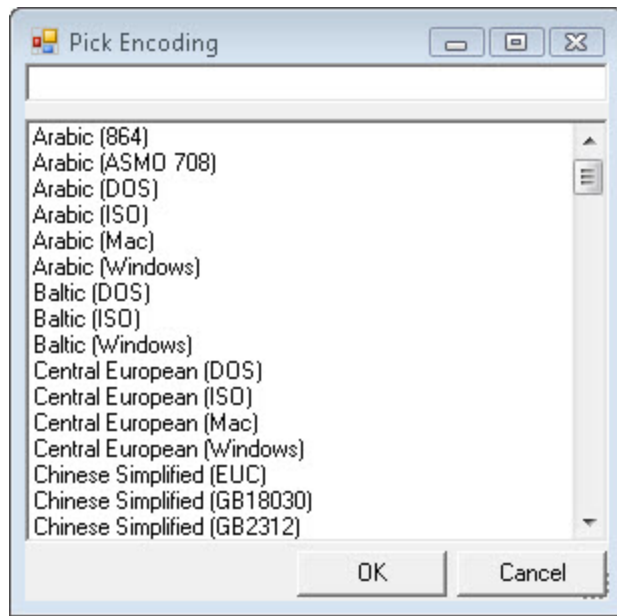 Pick Encoding
Arabic (864)
Arabic (ASMO 708)
Arabic (DOS)
Arabic (ISO)
Arabic (Mac)
Arabic (Windows)
Baltic (DOS)
Baltic (ISO)
Baltic (Windows)
Central European (DOS)
Central European (ISO)
Central European (Mac)
Central European (Windows)
Chinese Simplified (EUC)
Chinese Simplified (GB18030)
Chinese Simplified (GB2312)
OK Cancel